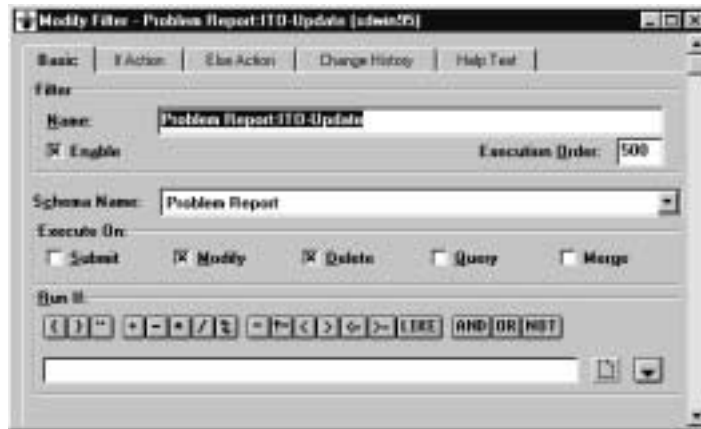 Modify Filter - Problem Report:ITO-Update (sdwin95)
Basic If Action Else Action Change History Help Text
Filter
Name: Problem Report:ITO-Update
Enable Execution Order: 500
Schema Name: Problem Report
Execute On:
Submit Modify Delete Query Merge
Run If:
( ) " + - * / % = != < > <= >= LIKE AND OR NOT